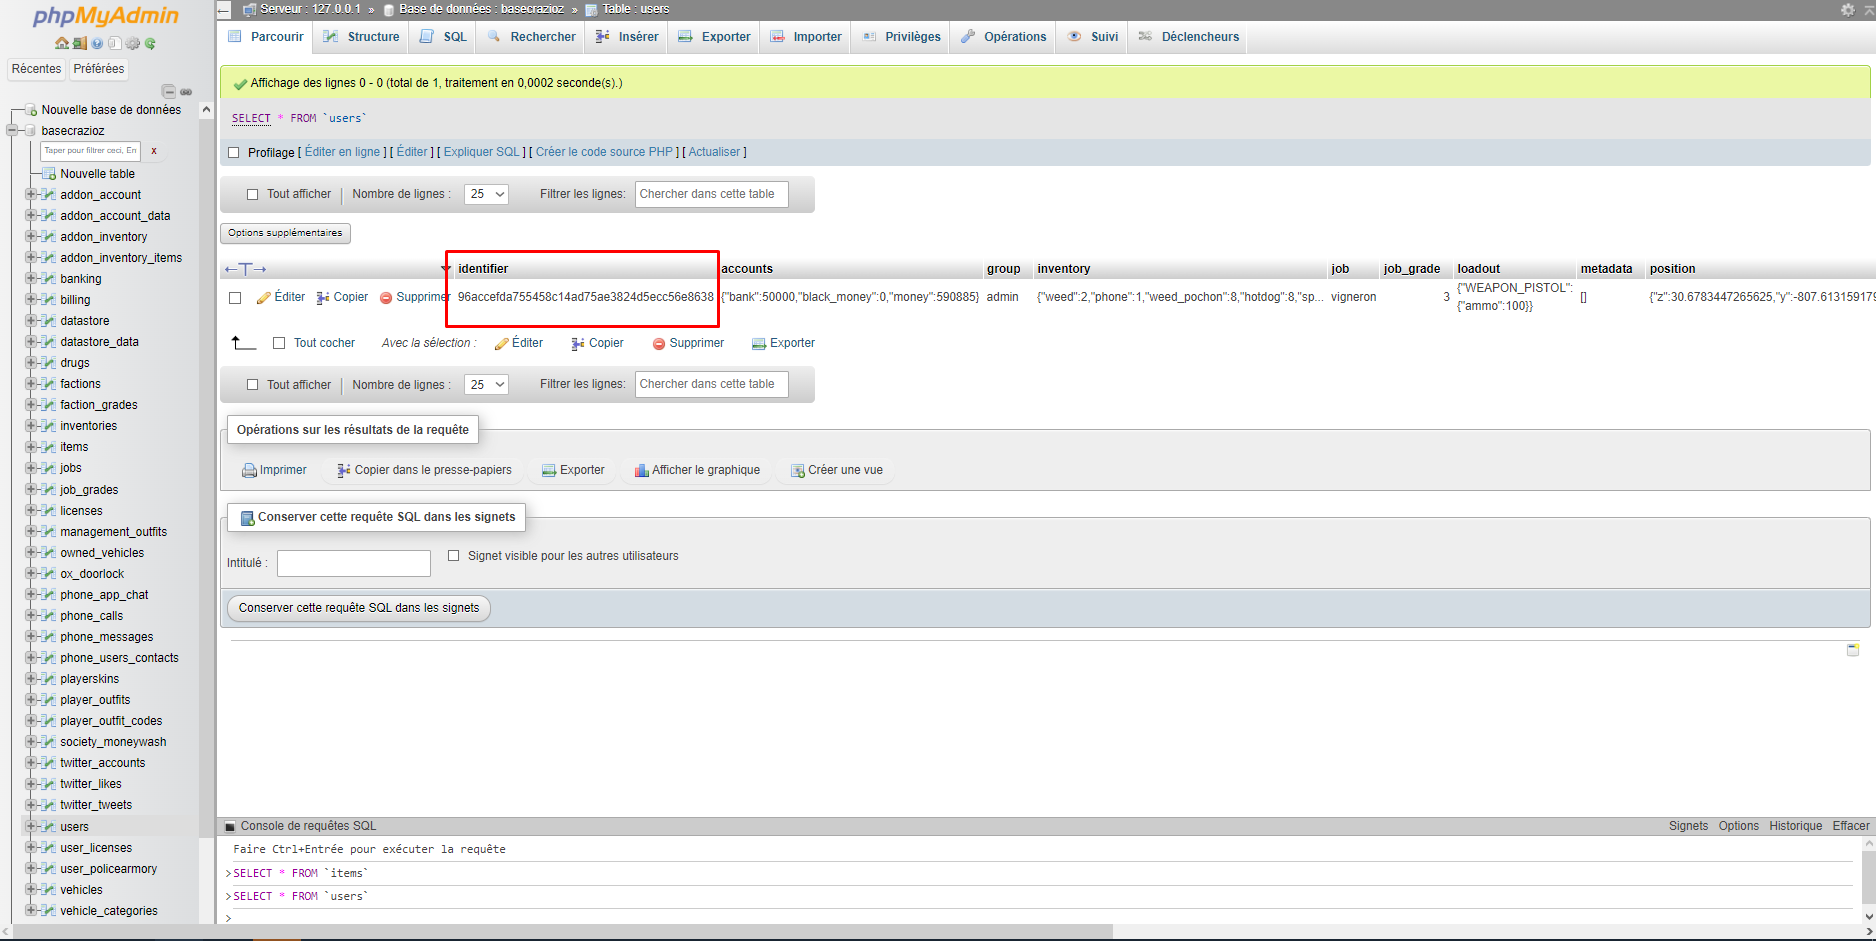 phpMyAdmin
Récentes Préférées
Nouvelle base de données
basecrazioz
Taper pour filtrer ceci, En X
Nouvelle table
addon_account
addon_account_data
addon_inventory
addon_inventory_items
banking
billing
datastore
datastore_data
drugs
factions
faction_grades
inventories
items
jobs
job_grades
licenses
management_outfits
owned_vehicles
ox_doorlock
phone_app_chat
phone_calls
phone_messages
phone_users_contacts
playerskins
player_outfits
player_outfit_codes
society_moneywash
twitter_accounts
twitter_likes
twitter_tweets
users
user_licenses
user_policearmory
vehicles
vehicle_categories
Serveur : 127.0.0.1 » Base de données : basecrazioz » Table : users
Parcourir Structure SQL Rechercher Insérer Exporter Importer Privilèges Opérations Suivi Déclencheurs
Affichage des lignes 0 - 0 (total de 1, traitement en 0,0002 seconde(s).)
SELECT * FROM `users`
Profilage [ Éditer en ligne ] [ Éditer ] [ Expliquer SQL ] [ Créer le code source PHP ] [ Actualiser ]
Tout afficher Nombre de lignes : 25 Filtrer les lignes: Chercher dans cette table
Options supplémentaires
identifier accounts group inventory job job_grade loadout metadata position
Éditer Copier Supprimer 96accefda755458c14ad75ae3824d5ecc56e8638 {"bank":50000,"black_money":0,"money":590885} admin {"weed":2,"phone":1,"weed_pochon":8,"hotdog":8,"sp... vigneron 3 {"WEAPON_PISTOL": {"ammo":100}} [] {"z":30.6783447265625,"y":-807.613159179
Tout cocher Avec la sélection : Éditer Copier Supprimer Exporter
Tout afficher Nombre de lignes : 25 Filtrer les lignes: Chercher dans cette table
Opérations sur les résultats de la requête
Imprimer Copier dans le presse-papiers Exporter Afficher le graphique Créer une vue
Conserver cette requête SQL dans les signets
Intitulé : Signet visible pour les autres utilisateurs
Conserver cette requête SQL dans les signets
Console de requêtes SQL Signets Options Historique Effacer
Faire Ctrl+Entrée pour exécuter la requête
>SELECT * FROM `items`
>SELECT * FROM `users`
>